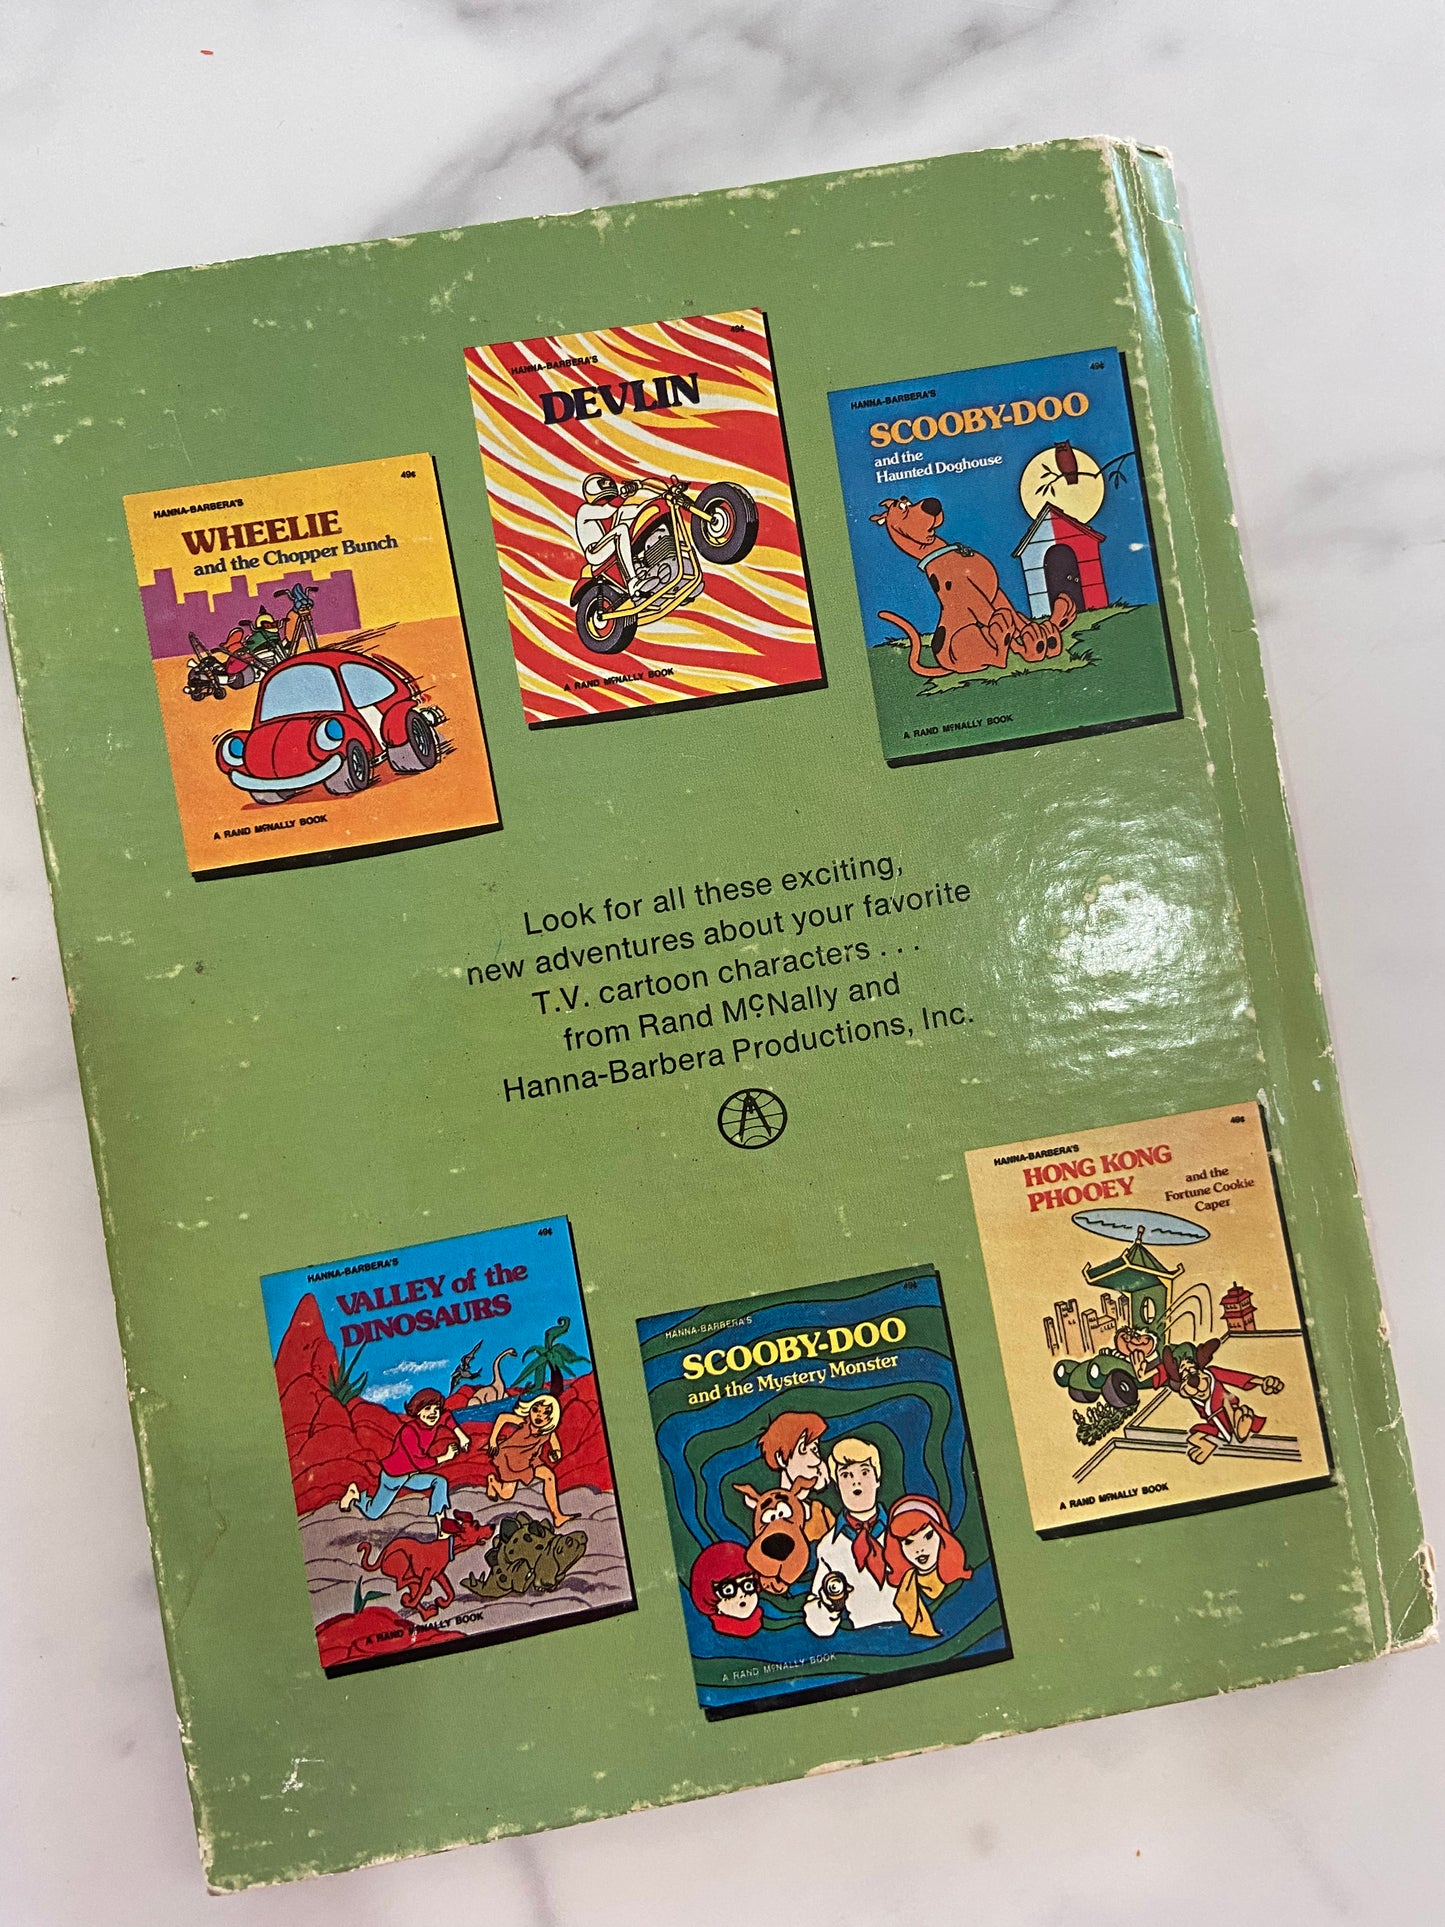 HANNA-BARBERA'S
49¢
WHEELIE
and the Chopper Bunch
A RAND McNALLY BOOK
HANNA-BARBERA'S
49¢
DEVLIN
A RAND McNALLY BOOK
HANNA-BARBERA'S
49¢
SCOOBY-DOO
and the
Haunted Doghouse
A RAND McNALLY BOOK
Look for all these exciting,
new adventures about your favorite
T.V. cartoon characters . . .
from Rand McNally and
Hanna-Barbera Productions, Inc.
HANNA-BARBERA'S
49¢
VALLEY of the
DINOSAURS
A RAND McNALLY BOOK
HANNA-BARBERA'S
49¢
SCOOBY-DOO
and the Mystery Monster
A RAND McNALLY BOOK
HANNA-BARBERA'S
49¢
HONG KONG
PHOOEY
and the
Fortune Cookie
Caper
A RAND McNALLY BOOK